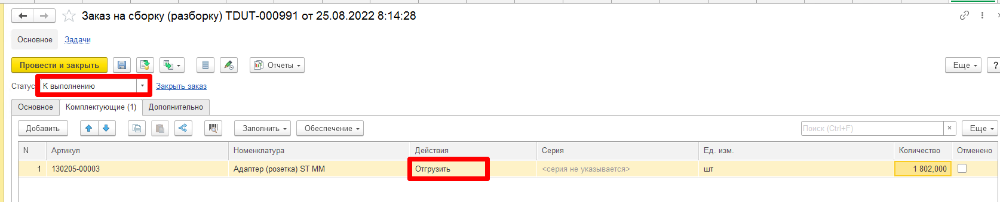 Заказ на сборку (разборку) TDUT-000991 от 25.08.2022 8:14:28
Основное Задачи
Провести и закрыть Отчеты Еще ?
Статус К выполнению Закрыть заказ
Основное Комплектующие (1) Дополнительно
Добавить Заполнить Обеспечение Поиск (Ctrl+F) × Еще
N Артикул Номенклатура Действия Серия Ед. изм. Количество Отменено
1 130205-00003 Адаптер (розетка) ST MM Отгрузить <серия не указывается> шт 1 802,000